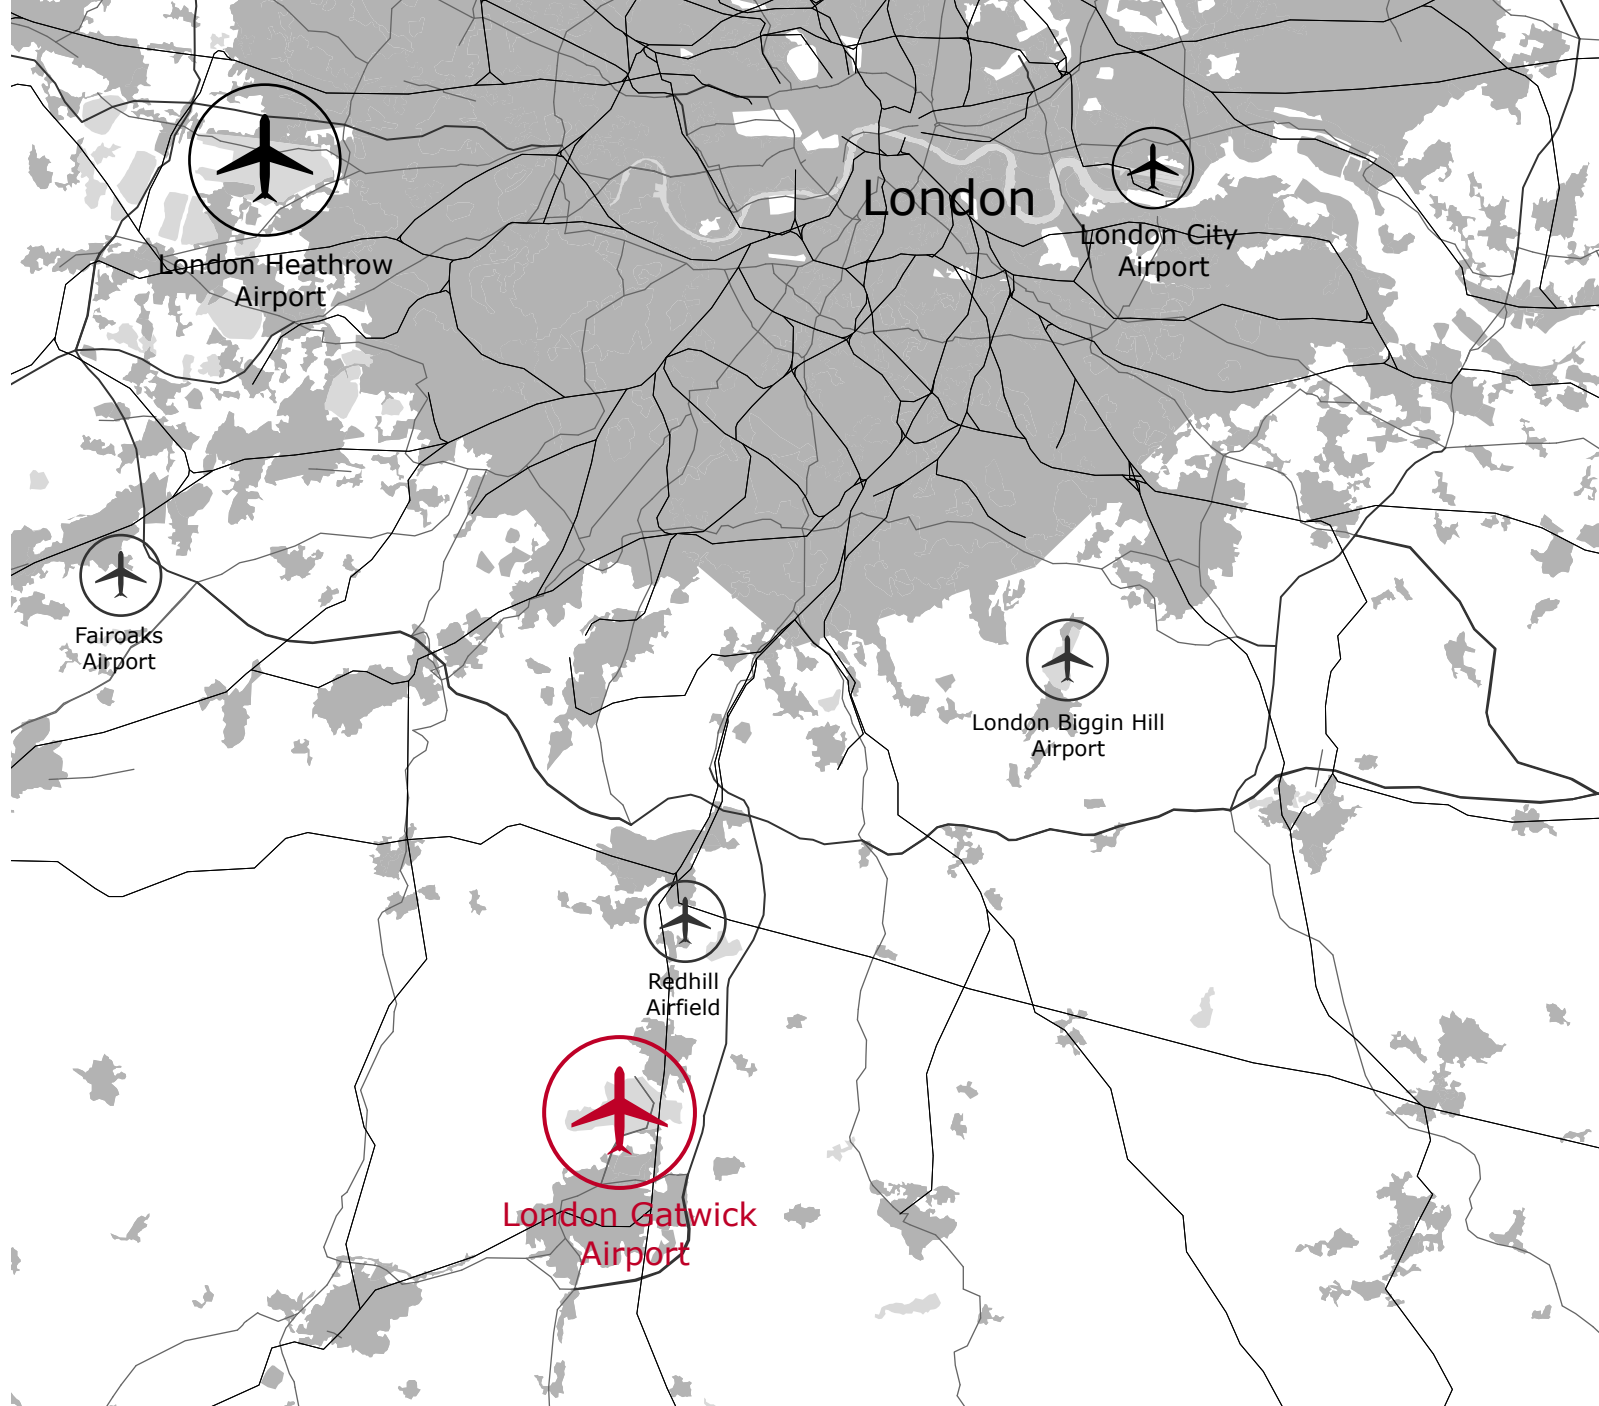 London
London City
Airport
London Heathrow
Airport
Fairoaks
Airport
London Biggin Hill
Airport
Redhill
Airfield
London Gatwick
Airport